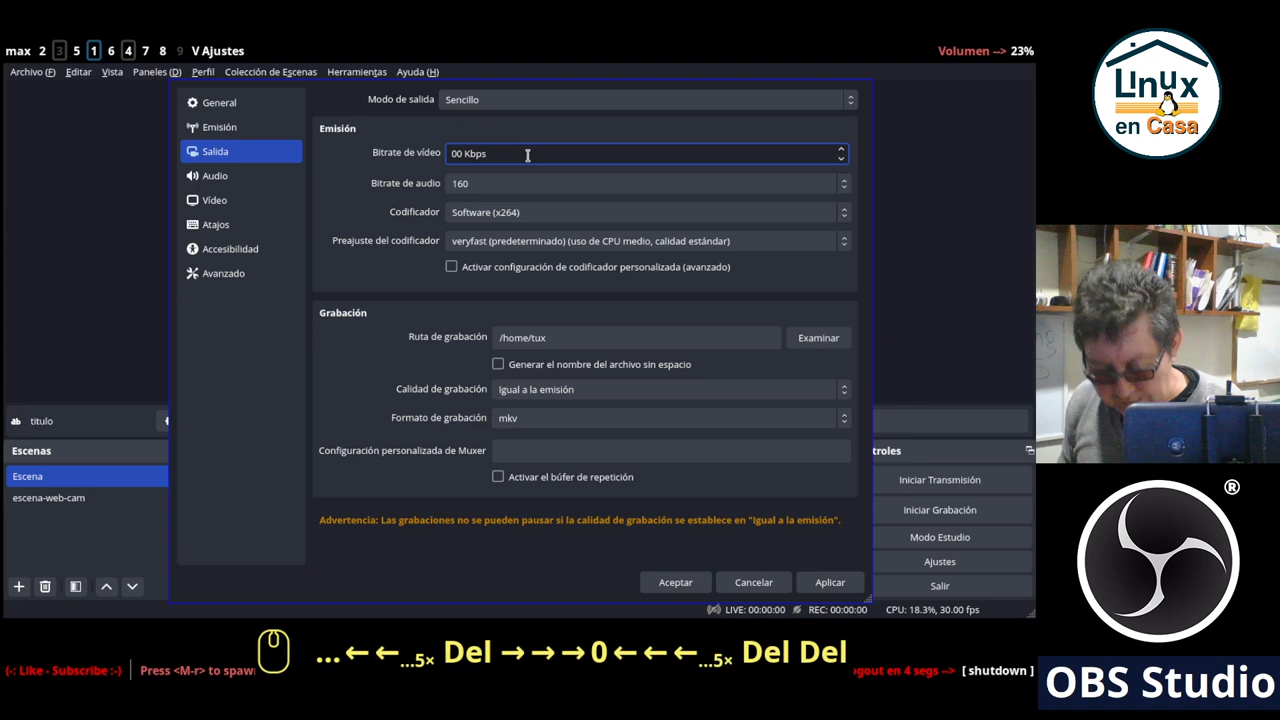 max 2 3 5 1 6 4 7 8 9 V Ajustes
Volumen --> 23%
Archivo (F) Editar Vista Paneles (D) Perfil Colección de Escenas Herramientas Ayuda (H)
General
Emisión
Salida
Audio
Vídeo
Atajos
Accesibilidad
Avanzado
Modo de salida Sencillo
Emisión
Bitrate de vídeo 00 Kbps
Bitrate de audio 160
Codificador Software (x264)
Preajuste del codificador veryfast (predeterminado) (uso de CPU medio, calidad estándar)
Activar configuración de codificador personalizada (avanzado)
Grabación
Ruta de grabación /home/tux Examinar
Generar el nombre del archivo sin espacio
Calidad de grabación Igual a la emisión
Formato de grabación mkv
Configuración personalizada de Muxer
Activar el búfer de repetición
Advertencia: Las grabaciones no se pueden pausar si la calidad de grabación se establece en "Igual a la emisión".
Aceptar Cancelar Aplicar
ab titulo
Escenas
Escena
escena-web-cam
troles
Iniciar Transmisión
Iniciar Grabación
Modo Estudio
Ajustes
Salir
LIVE: 00:00:00 REC: 00:00:00 CPU: 18.3%, 30.00 fps
(-: Like - Subscribe :-) Press <M-r> to spaw
...←←...5× Del →→→0←←←...5× Del Del
gout en 4 segs --> [ shutdown ]
Linux
en Casa
®
OBS Studio